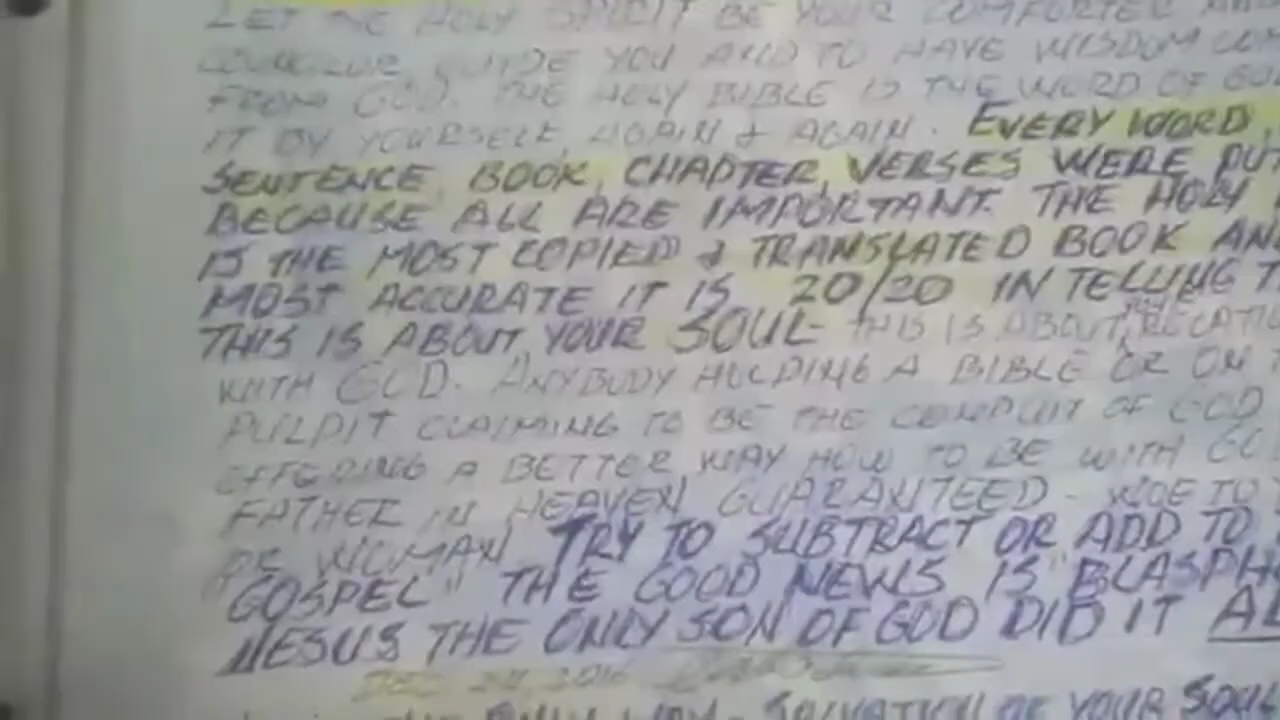 LET THE HOLY SPIRIT BE YOUR COMFORTER AND
GUIDE YOU AND TO HAVE WISDOM
FROM GOD. THE HOLY BIBLE IS THE WORD OF
IT BY YOURSELF AGAIN & AGAIN. EVERY WORD,
SENTENCE, BOOK, CHAPTER, VERSES WERE PUT
BECAUSE ALL ARE IMPORTANT. THE HOLY
IS THE MOST COPIED & TRANSLATED BOOK AND
MOST ACCURATE IT IS 20/20 IN TELLING
THIS IS ABOUT YOUR SOUL- THIS IS ABOUT
WITH GOD. ANYBODY HOLDING A BIBLE OR ON
PULPIT CLAIMING TO BE THE CONDUIT OF GOD
OFFERING A BETTER WAY HOW TO BE WITH
FATHER IN HEAVEN GUARANTEED - WOE TO
OR WOMAN TRY TO SUBTRACT OR ADD TO
"GOSPEL" THE GOOD NEWS IS "BLASPH
JESUS THE ONLY SON OF GOD DID IT
DEC
ONLY WAY - SALVATION OF YOUR SOUL